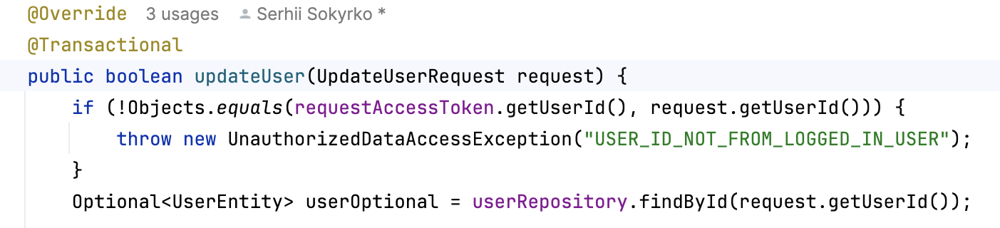 @Override 3 usages Serhii Sokyrko *
@Transactional
public boolean updateUser(UpdateUserRequest request) {
if (!Objects.equals(requestAccessToken.getUserId(), request.getUserId())) {
throw new UnauthorizedDataAccessException("USER_ID_NOT_FROM_LOGGED_IN_USER");
}
Optional<UserEntity> userOptional = userRepository.findById(request.getUserId());